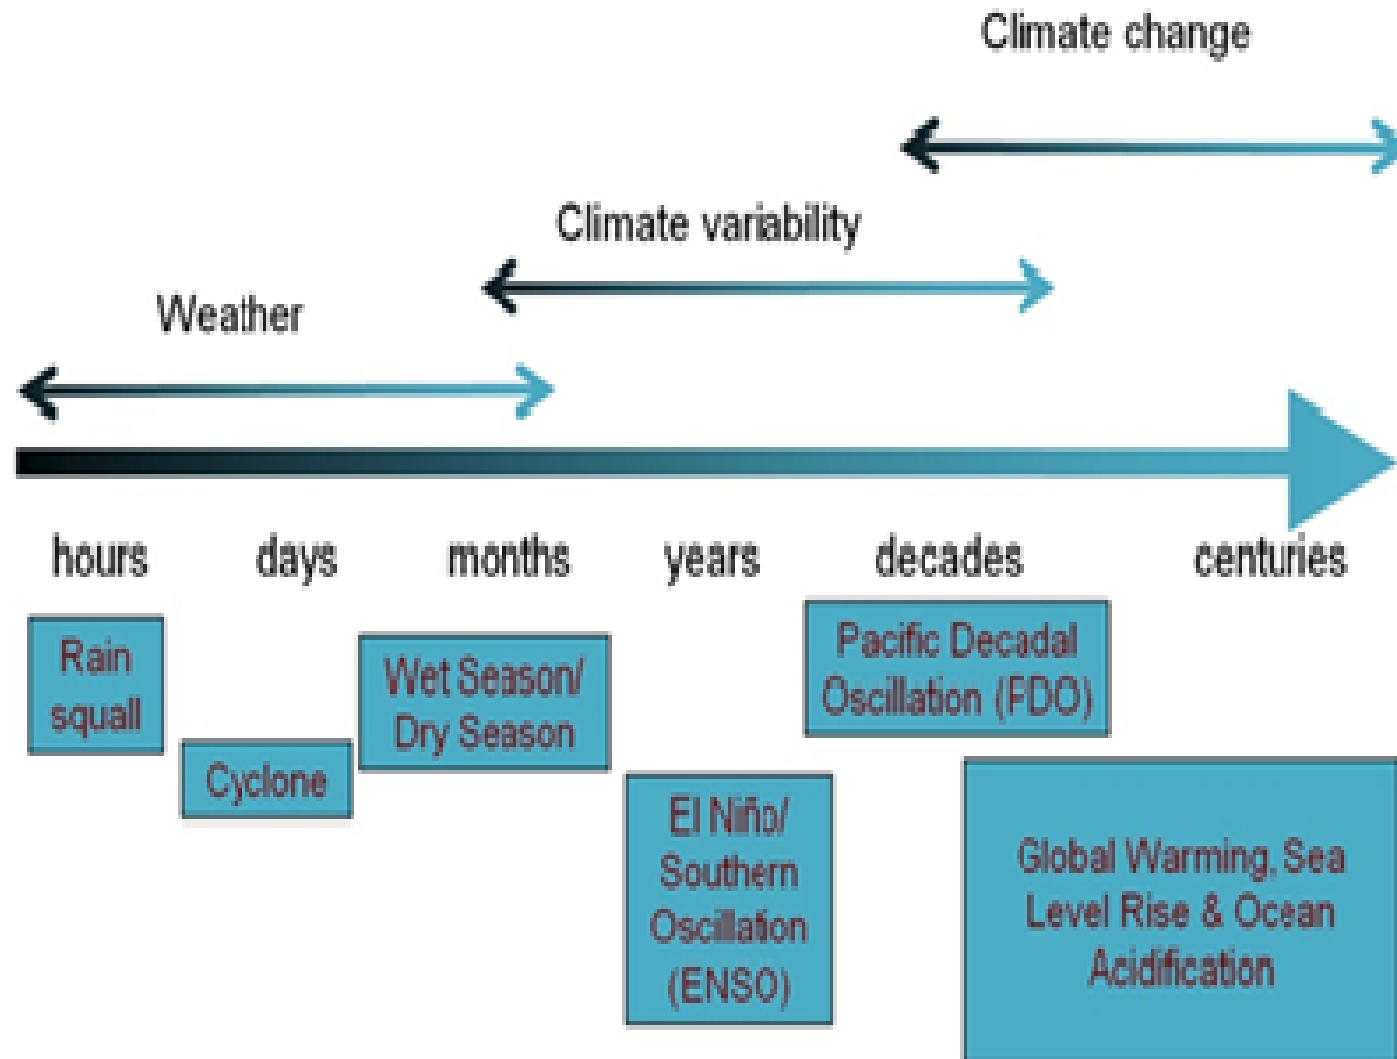 Climate change
Climate variability
Weather
hours days months years decades centuries
Rain
squall
Cyclone
Wet Season/
Dry Season
El Niño/
Southern
Oscillation
(ENSO)
Pacific Decadal
Oscillation (PDO)
Global Warming, Sea
Level Rise & Ocean
Acidification